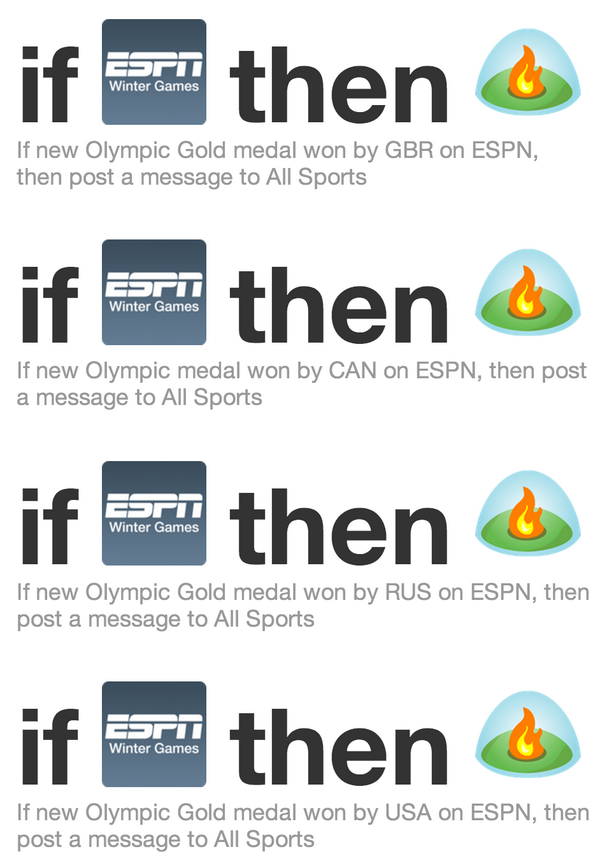 if ESPN Winter Games then
If new Olympic Gold medal won by GBR on ESPN,
then post a message to All Sports
if ESPN Winter Games then
If new Olympic medal won by CAN on ESPN, then post
a message to All Sports
if ESPN Winter Games then
If new Olympic Gold medal won by RUS on ESPN, then
post a message to All Sports
if ESPN Winter Games then
If new Olympic Gold medal won by USA on ESPN, then
post a message to All Sports